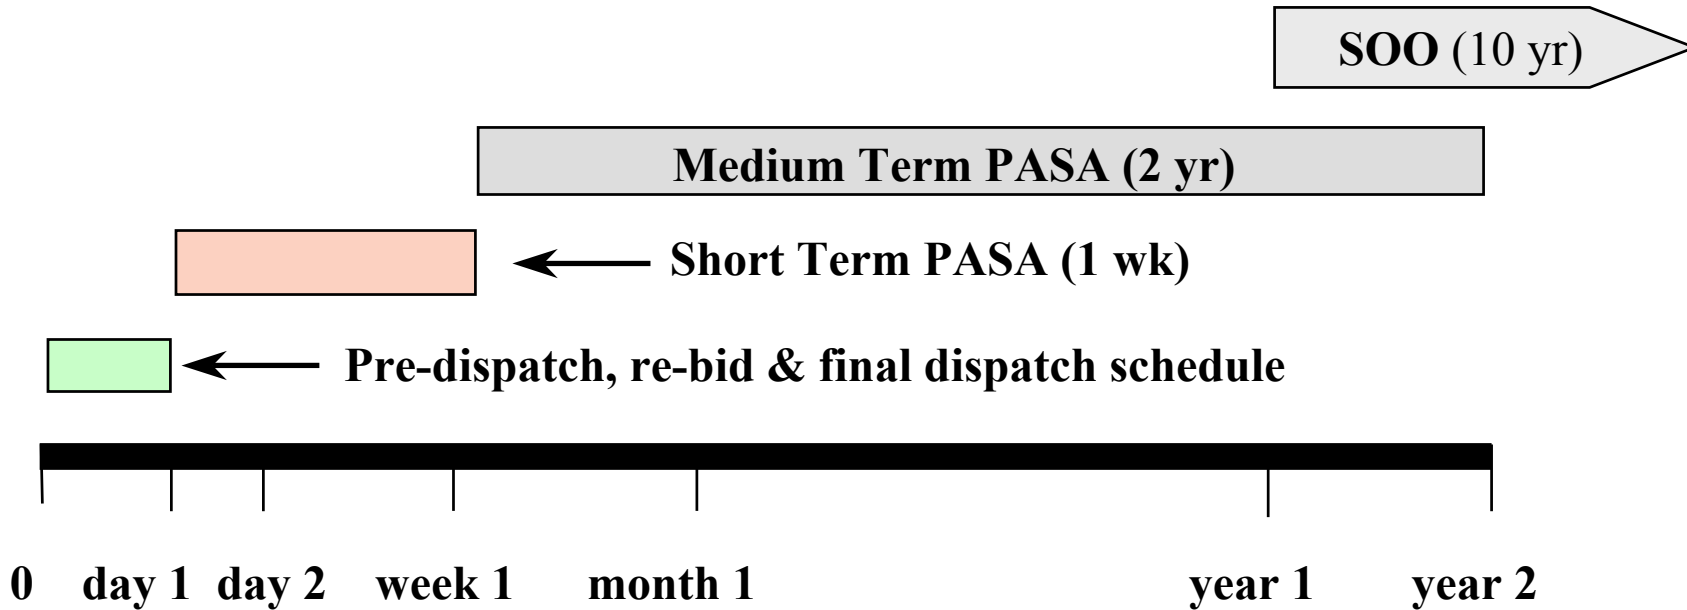 SOO (10 yr)
Medium Term PASA (2 yr)
Short Term PASA (1 wk)
Pre-dispatch, re-bid & final dispatch schedule
0 day 1 day 2 week 1 month 1 year 1 year 2